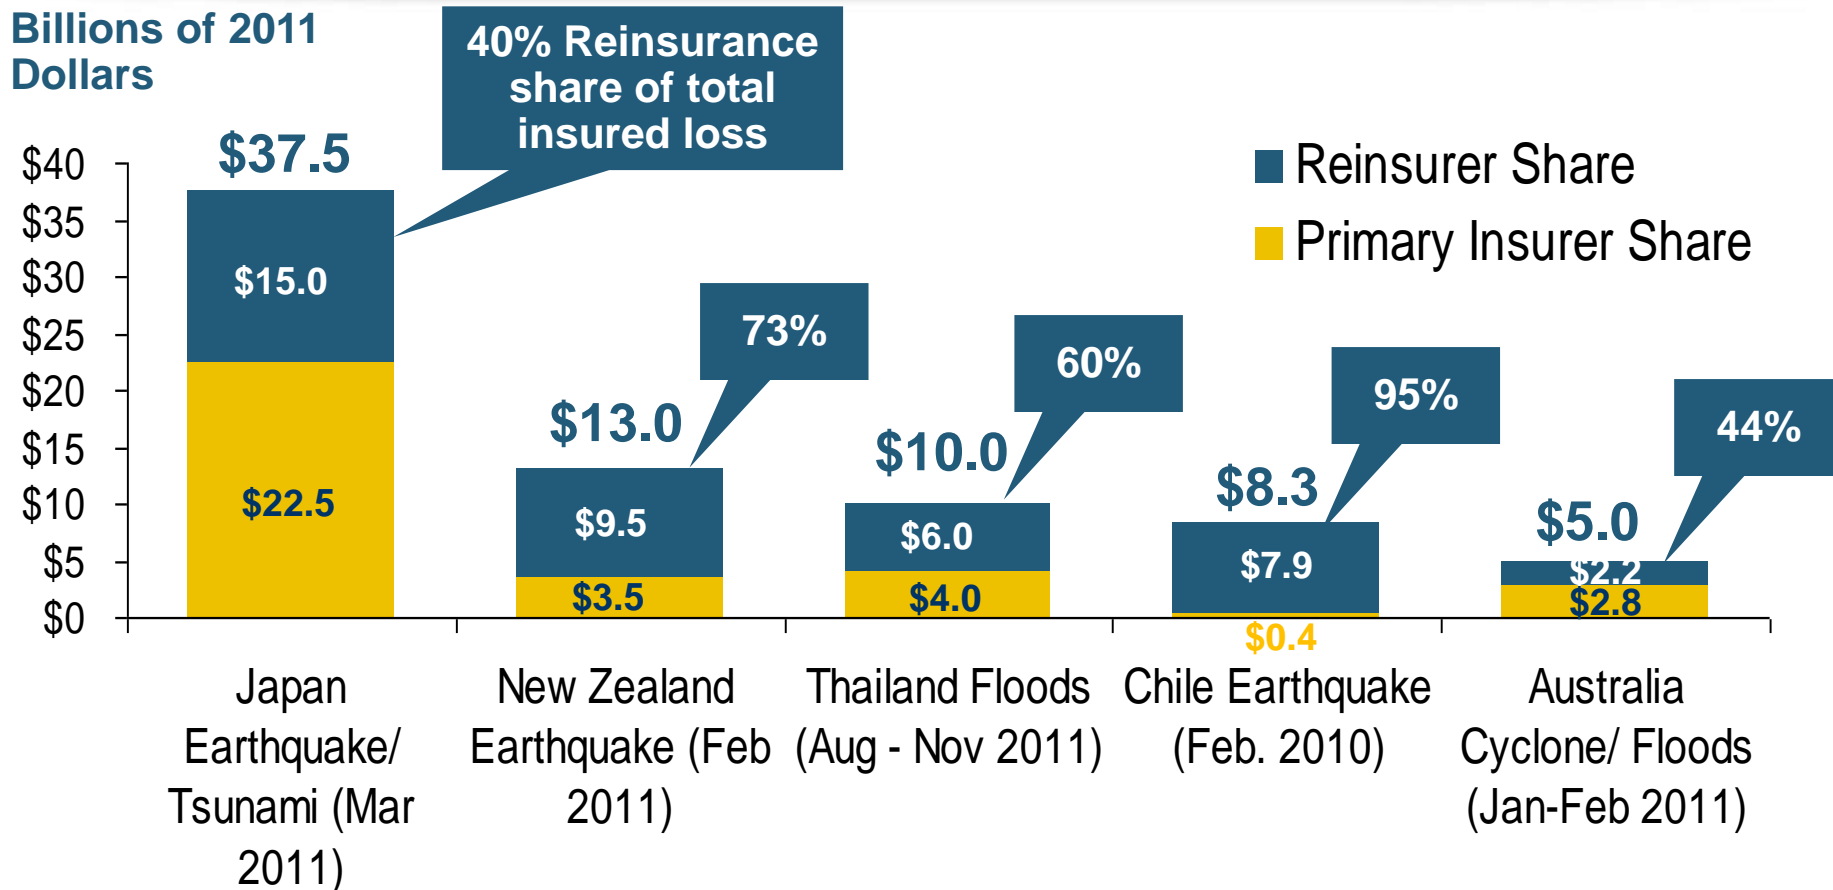 Billions of 2011
Dollars
40% Reinsurance
share of total
insured loss
$40
$35
$30
$25
$20
$15
$10
$5
$0
$37.5
$15.0
$22.5
73%
$13.0
$9.5
$3.5
60%
$10.0
$6.0
$4.0
95%
$8.3
$7.9
$0.4
44%
$5.0
$2.2
$2.8
Reinsurer Share
Primary Insurer Share
Japan
Earthquake/
Tsunami (Mar
2011)
New Zealand
Earthquake (Feb
2011)
Thailand Floods
(Aug - Nov 2011)
Chile Earthquake
(Feb. 2010)
Australia
Cyclone/ Floods
(Jan-Feb 2011)